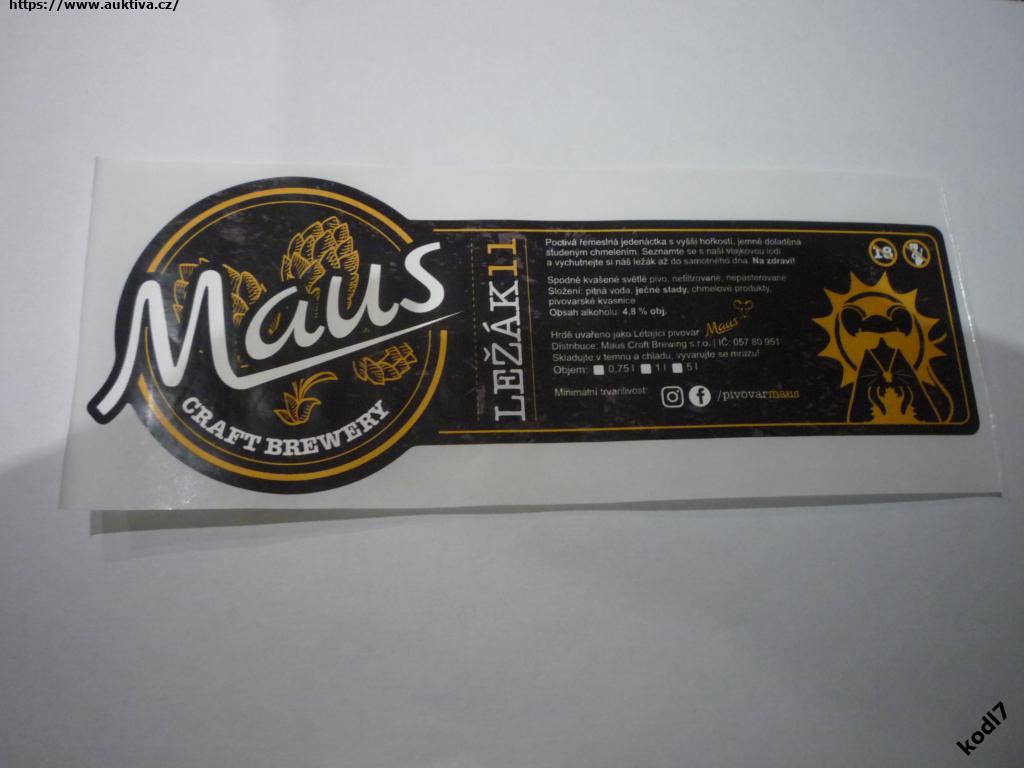 https://www.auktiva.cz/
Maus
CRAFT BREWERY
LEŽÁK11
Poctivá řemeslná jedenáctka s vyšší hořkostí, jemně doladěna
studeným chmelením. Seznamte se s naší vlajkovou lodí
a vychutnejte si náš ležák až do samotného dna. Na zdraví!
Spodně kvašené světlé pivo, nefiltrované, nepasterované
Složení: pitná voda, ječné slady, chmelové produkty,
pivovarské kvasnice
Obsah alkoholu: 4,8 % obj.
Hrdě uvařeno jako Létající pivovar Maus
Distribuce: Maus Craft Brewing s.r.o. | IČ: 057 80 951
Skladujte v temnu a chladu, vyvarujte se mrazu!
Objem: 0,75 l 1 l 5 l
Minimální trvanlivost: /pivovarmaus
18
kodl7